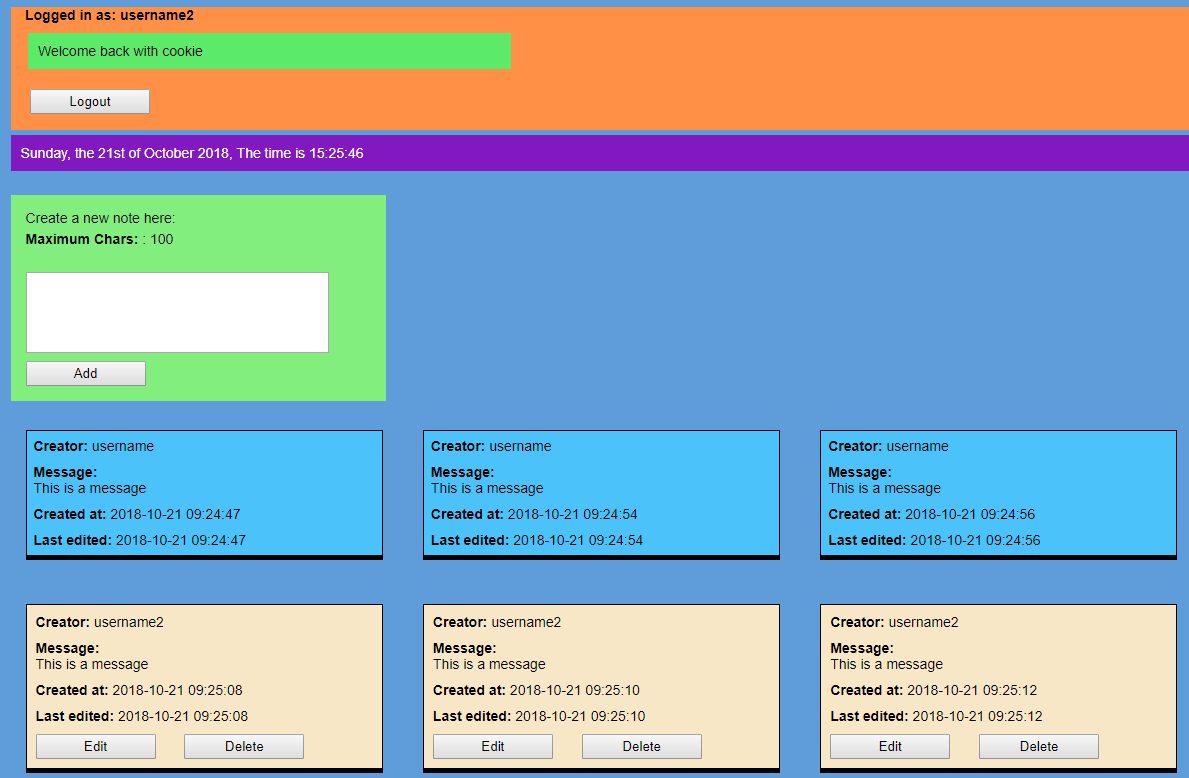 Logged in as: username2
Welcome back with cookie
Logout
Sunday, the 21st of October 2018, The time is 15:25:46
Create a new note here:
Maximum Chars: : 100
Add
Creator: username
Message:
This is a message
Created at: 2018-10-21 09:24:47
Last edited: 2018-10-21 09:24:47
Creator: username
Message:
This is a message
Created at: 2018-10-21 09:24:54
Last edited: 2018-10-21 09:24:54
Creator: username
Message:
This is a message
Created at: 2018-10-21 09:24:56
Last edited: 2018-10-21 09:24:56
Creator: username2
Message:
This is a message
Created at: 2018-10-21 09:25:08
Last edited: 2018-10-21 09:25:08
Edit Delete
Creator: username2
Message:
This is a message
Created at: 2018-10-21 09:25:10
Last edited: 2018-10-21 09:25:10
Edit Delete
Creator: username2
Message:
This is a message
Created at: 2018-10-21 09:25:12
Last edited: 2018-10-21 09:25:12
Edit Delete